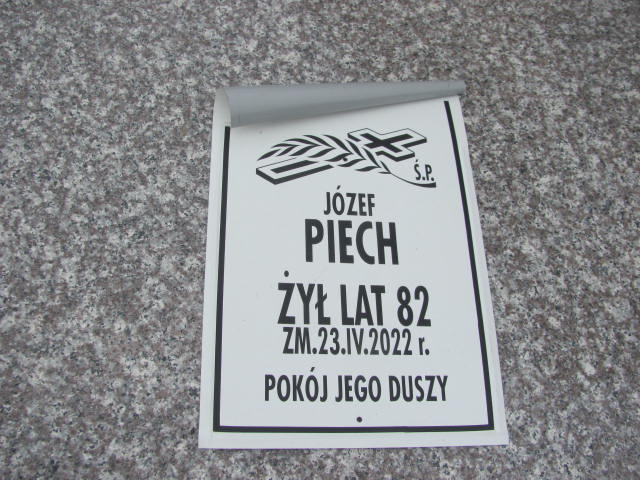 Ś.P.
JÓZEF
PIECH
ŻYŁ LAT 82
ZM.23.IV.2022 r.
POKÓJ JEGO DUSZY